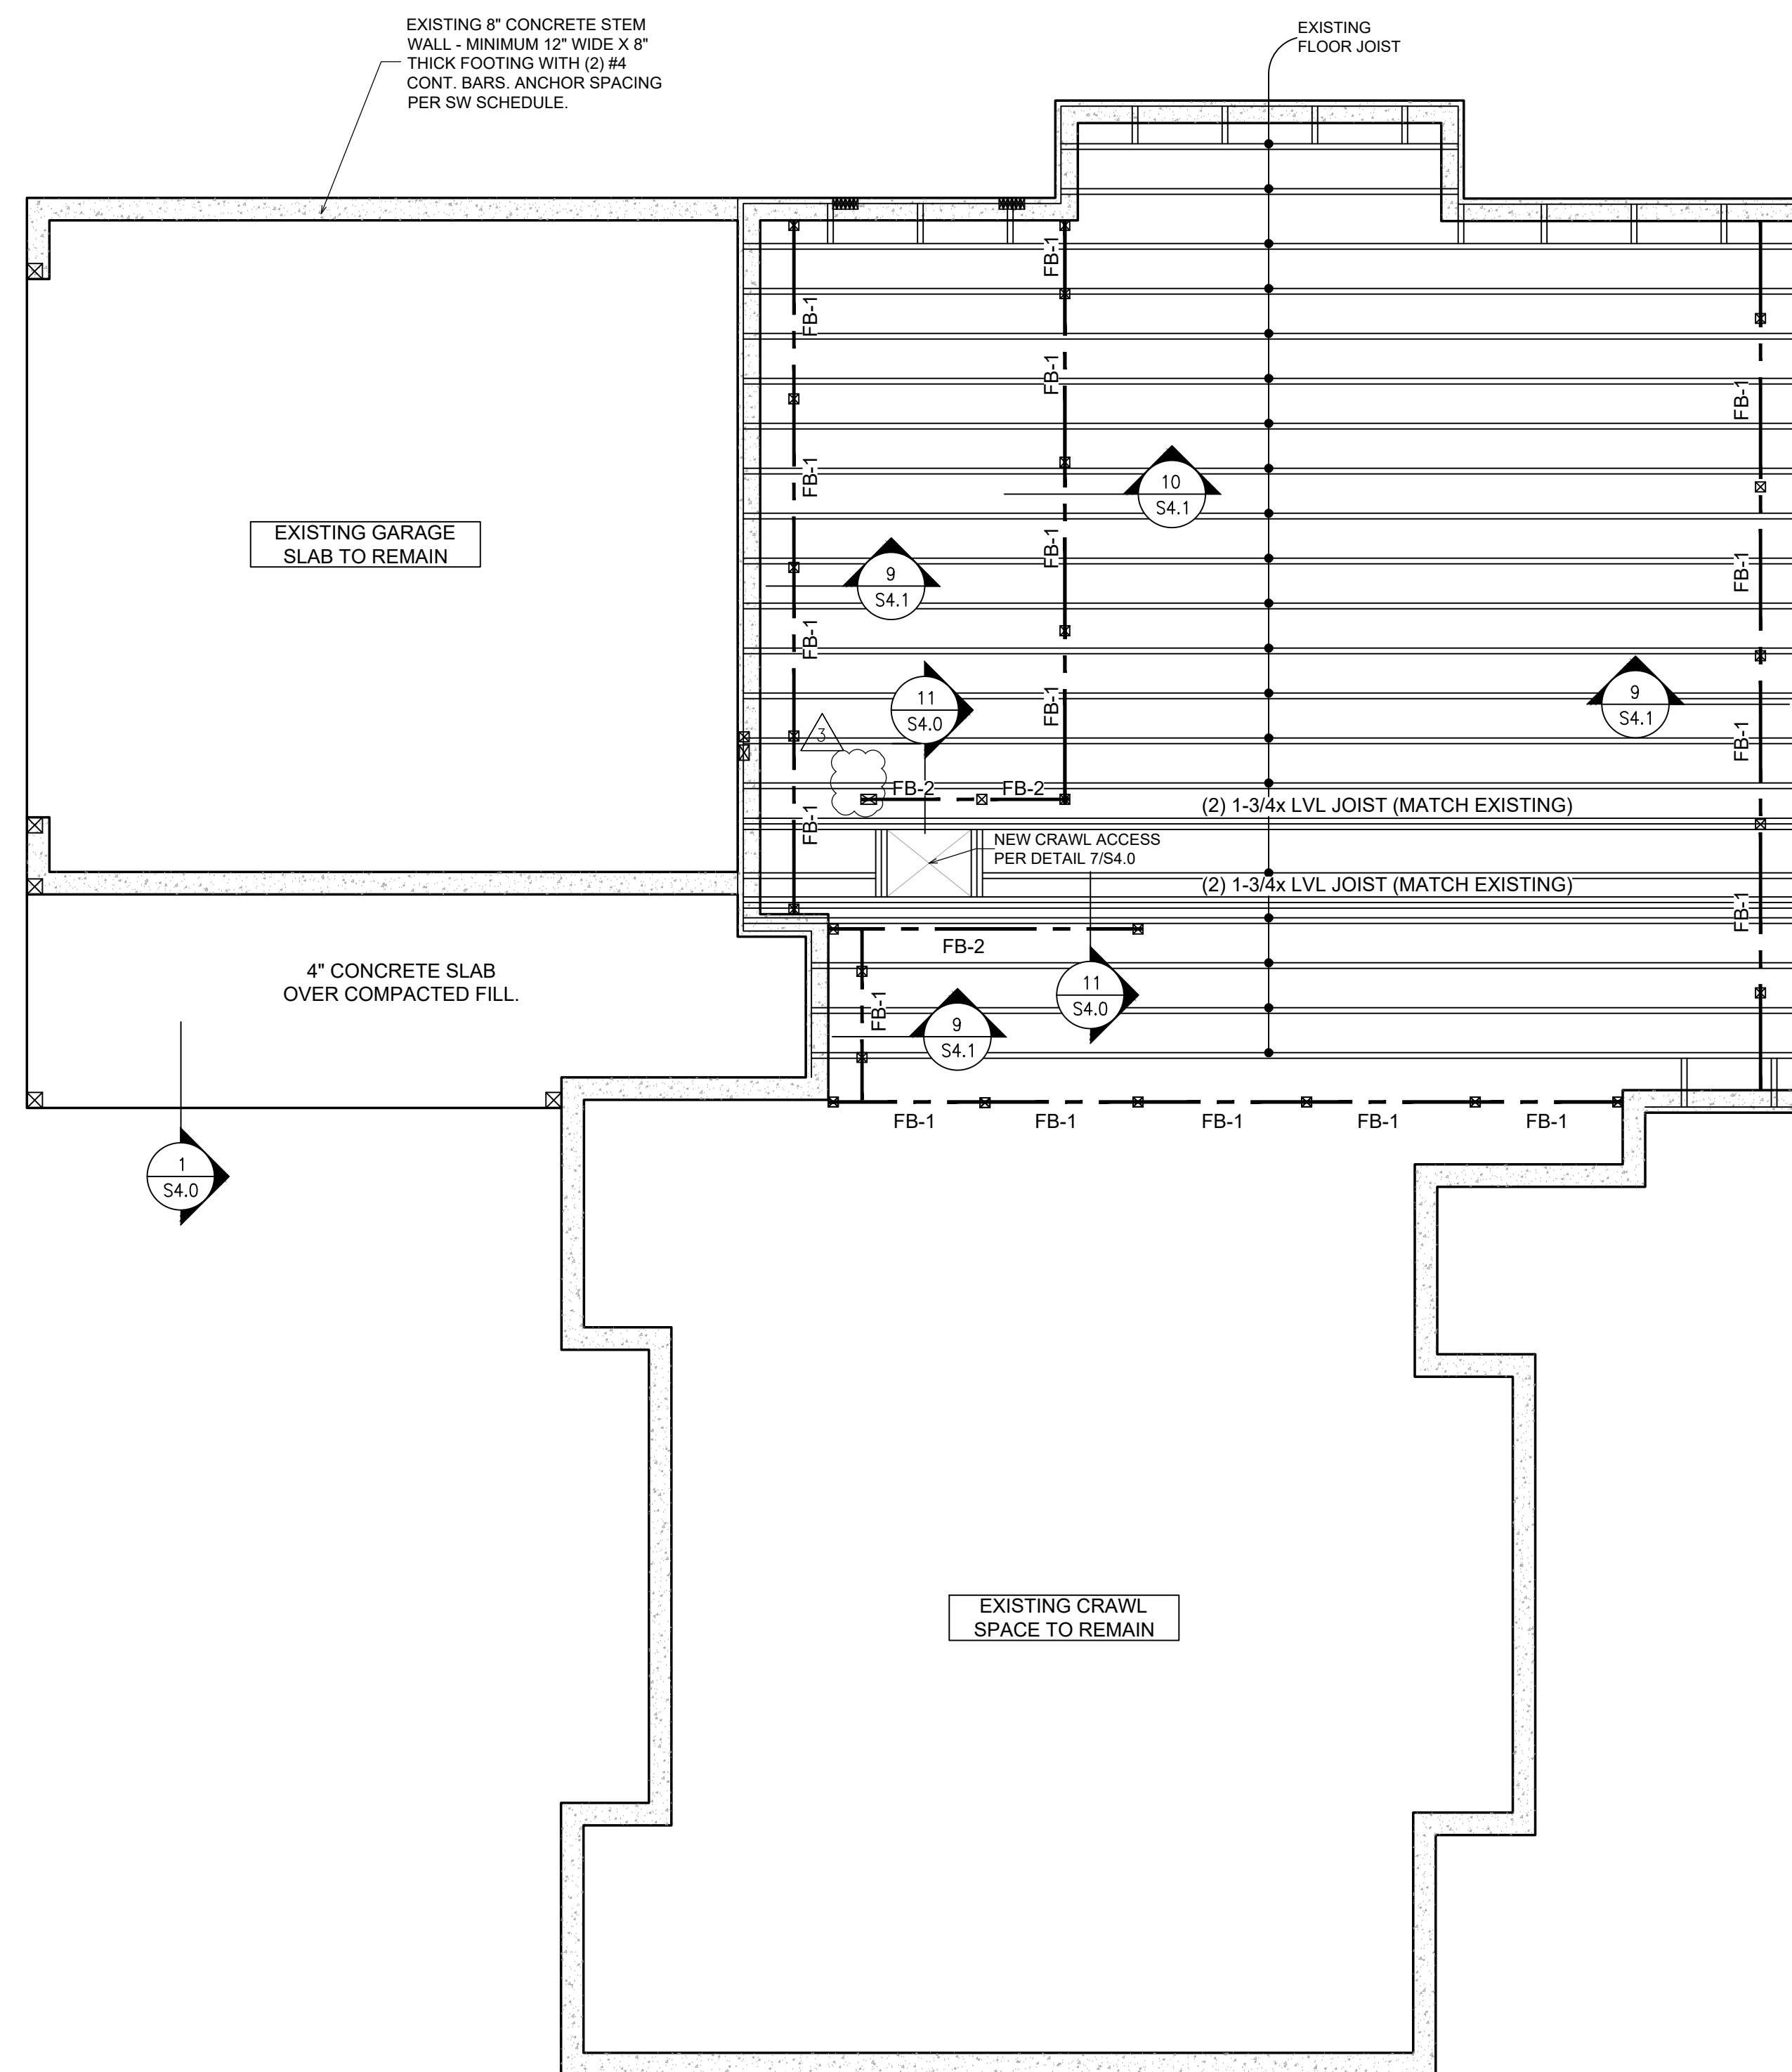 EXISTING 8" CONCRETE STEM
WALL - MINIMUM 12" WIDE X 8"
THICK FOOTING WITH (2) #4
CONT. BARS. ANCHOR SPACING
PER SW SCHEDULE.
EXISTING
FLOOR JOIST
FB-1
FB-1
FB-1
FB-1
10
S4.1
FB-1
EXISTING GARAGE
SLAB TO REMAIN
FB-1
9
S4.1
FB-1
FB-1
11
S4.0
FB-1
9
S4.1
3
FB-1
FB-2
FB-2
(2) 1-3/4x LVL JOIST (MATCH EXISTING)
FB-1
NEW CRAWL ACCESS
PER DETAIL 7/S4.0
(2) 1-3/4x LVL JOIST (MATCH EXISTING)
FB-1
FB-2
4" CONCRETE SLAB
OVER COMPACTED FILL.
11
S4.0
FB-1
9
S4.1
FB-1
FB-1
FB-1
FB-1
FB-1
1
S4.0
EXISTING CRAWL
SPACE TO REMAIN